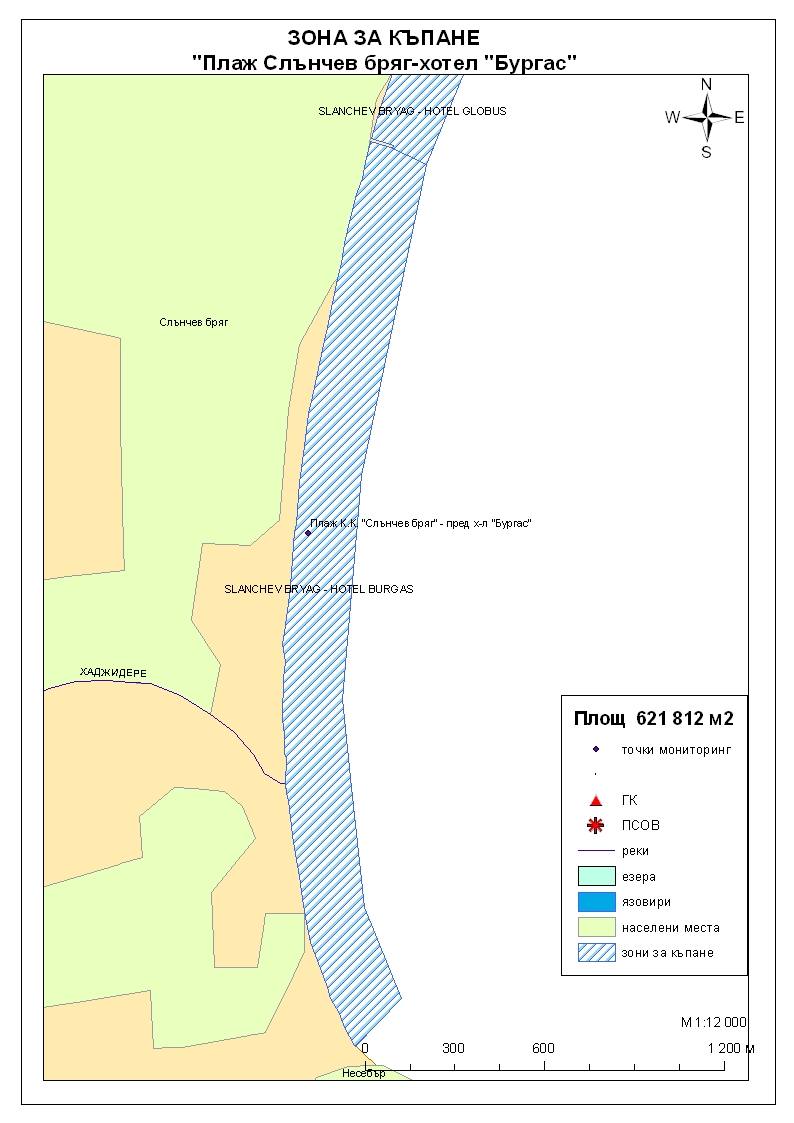 ЗОНА ЗА КЪПАНЕ
"Плаж Слънчев бряг-хотел "Бургас"
N
W E
S
SLANCHEV BRYAG - HOTEL GLOBUS
Слънчев бряг
Плаж К.К. "Слънчев бряг" - пред х-л "Бургас"
SLANCHEV BRYAG - HOTEL BURGAS
ХАДЖИДЕРЕ
Площ 621 812 м2
точки мониторинг
ГК
ПСОВ
реки
езера
язовири
населени места
зони за къпане
М 1:12 000
0 300 600 1 200 м
Несебър